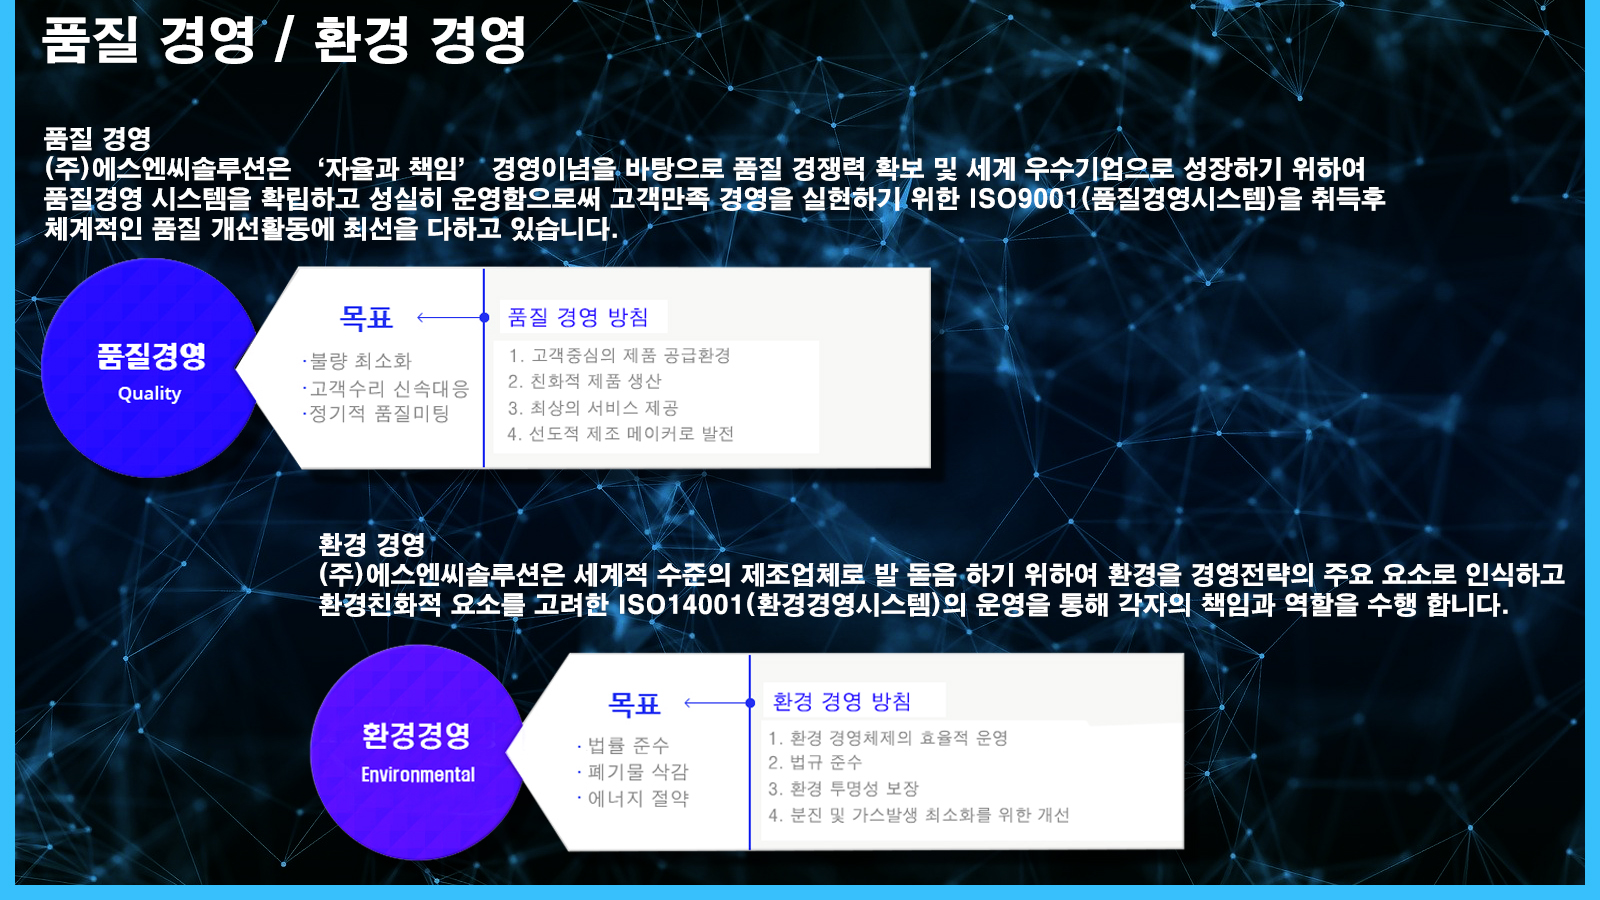 품질 경영 / 환경 경영
품질 경영
(주)에스엔씨솔루션은 ‘자율과 책임’ 경영이념을 바탕으로 품질 경쟁력 확보 및 세계 우수기업으로 성장하기 위하여
품질경영 시스템을 확립하고 성실히 운영함으로써 고객만족 경영을 실현하기 위한 ISO9001(품질경영시스템)을 취득후
체계적인 품질 개선활동에 최선을 다하고 있습니다.
품질경영
Quality
목표
·불량 최소화
·고객수리 신속대응
·정기적 품질미팅
품질 경영 방침
1. 고객중심의 제품 공급환경
2. 친화적 제품 생산
3. 최상의 서비스 제공
4. 선도적 제조 메이커로 발전
환경 경영
(주)에스엔씨솔루션은 세계적 수준의 제조업체로 발 돋음 하기 위하여 환경을 경영전략의 주요 요소로 인식하고
환경친화적 요소를 고려한 ISO14001(환경경영시스템)의 운영을 통해 각자의 책임과 역할을 수행 합니다.
환경경영
Environmental
목표
· 법률 준수
· 폐기물 삭감
· 에너지 절약
환경 경영 방침
1. 환경 경영체제의 효율적 운영
2. 법규 준수
3. 환경 투명성 보장
4. 분진 및 가스발생 최소화를 위한 개선